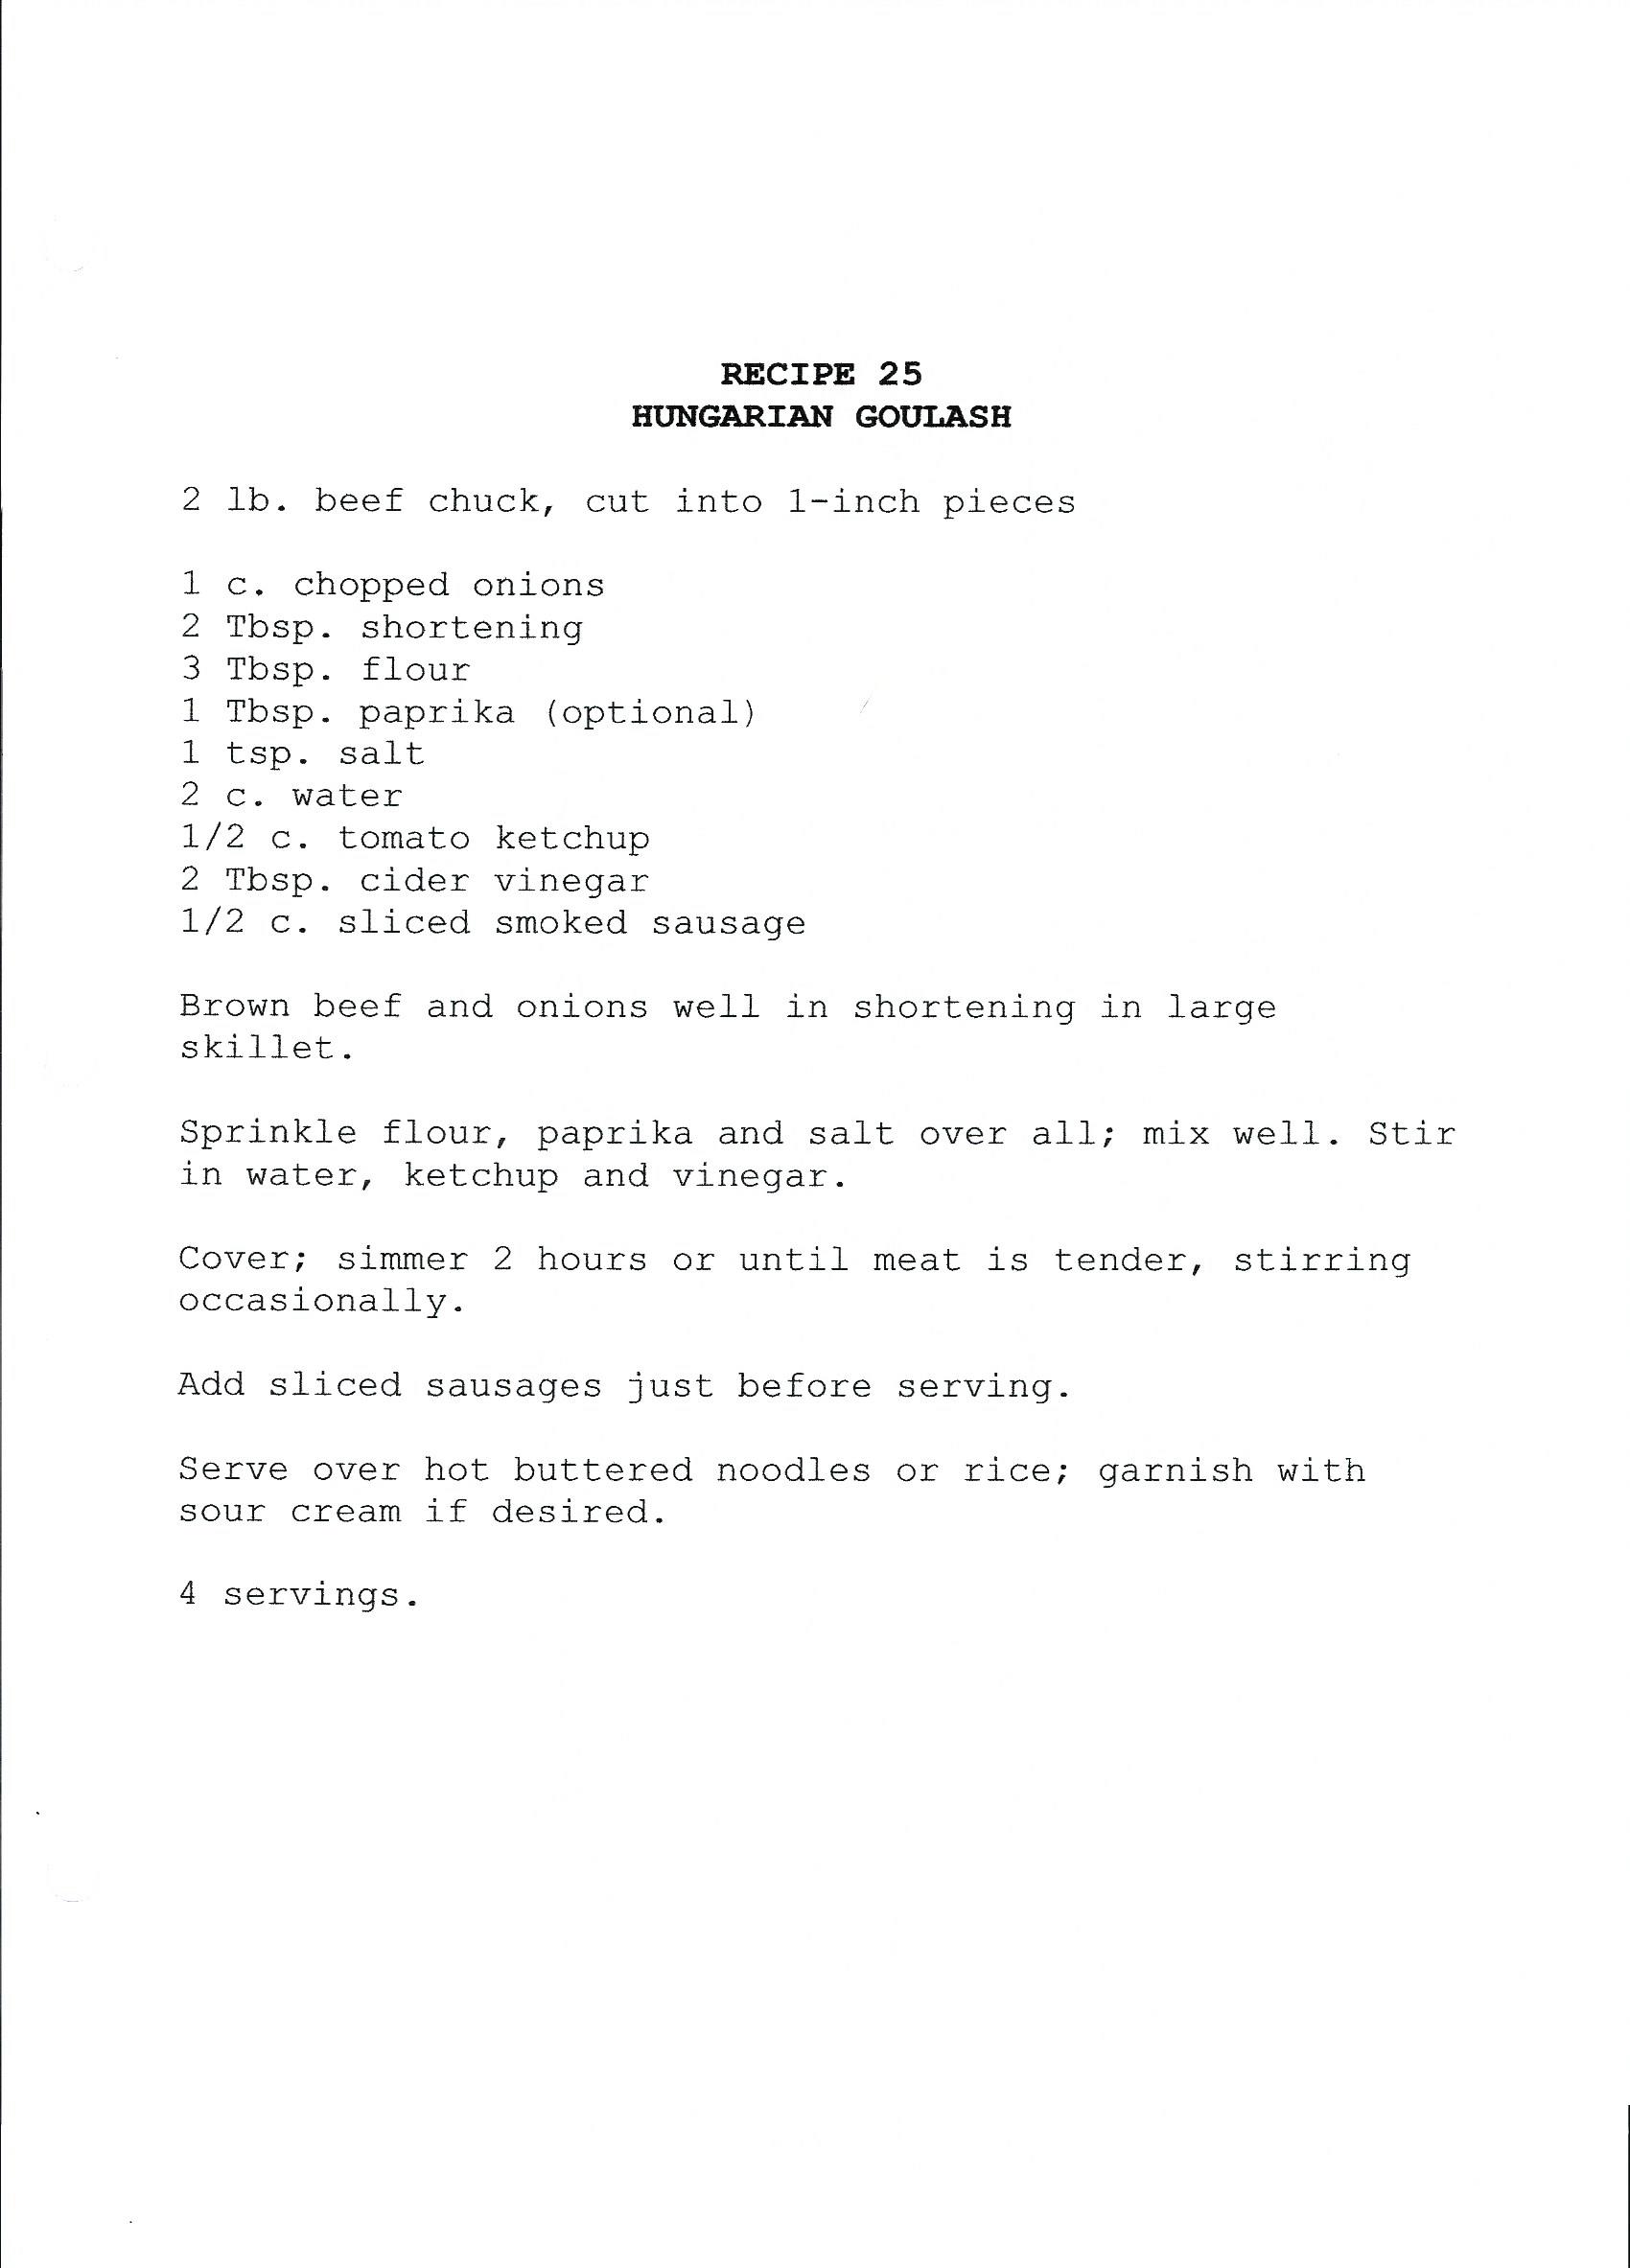 RECIPE 25
HUNGARIAN GOULASH
2 lb. beef chuck, cut into 1-inch pieces
1 c. chopped onions
2 Tbsp. shortening
3 Tbsp. flour
1 Tbsp. paprika (optional)
1 tsp. salt
2 c. water
1/2 c. tomato ketchup
2 Tbsp. cider vinegar
1/2 c. sliced smoked sausage
Brown beef and onions well in shortening in large
skillet.
Sprinkle flour, paprika and salt over all; mix well. Stir
in water, ketchup and vinegar.
Cover; simmer 2 hours or until meat is tender, stirring
occasionally.
Add sliced sausages just before serving.
Serve over hot buttered noodles or rice; garnish with
sour cream if desired.
4 servings.